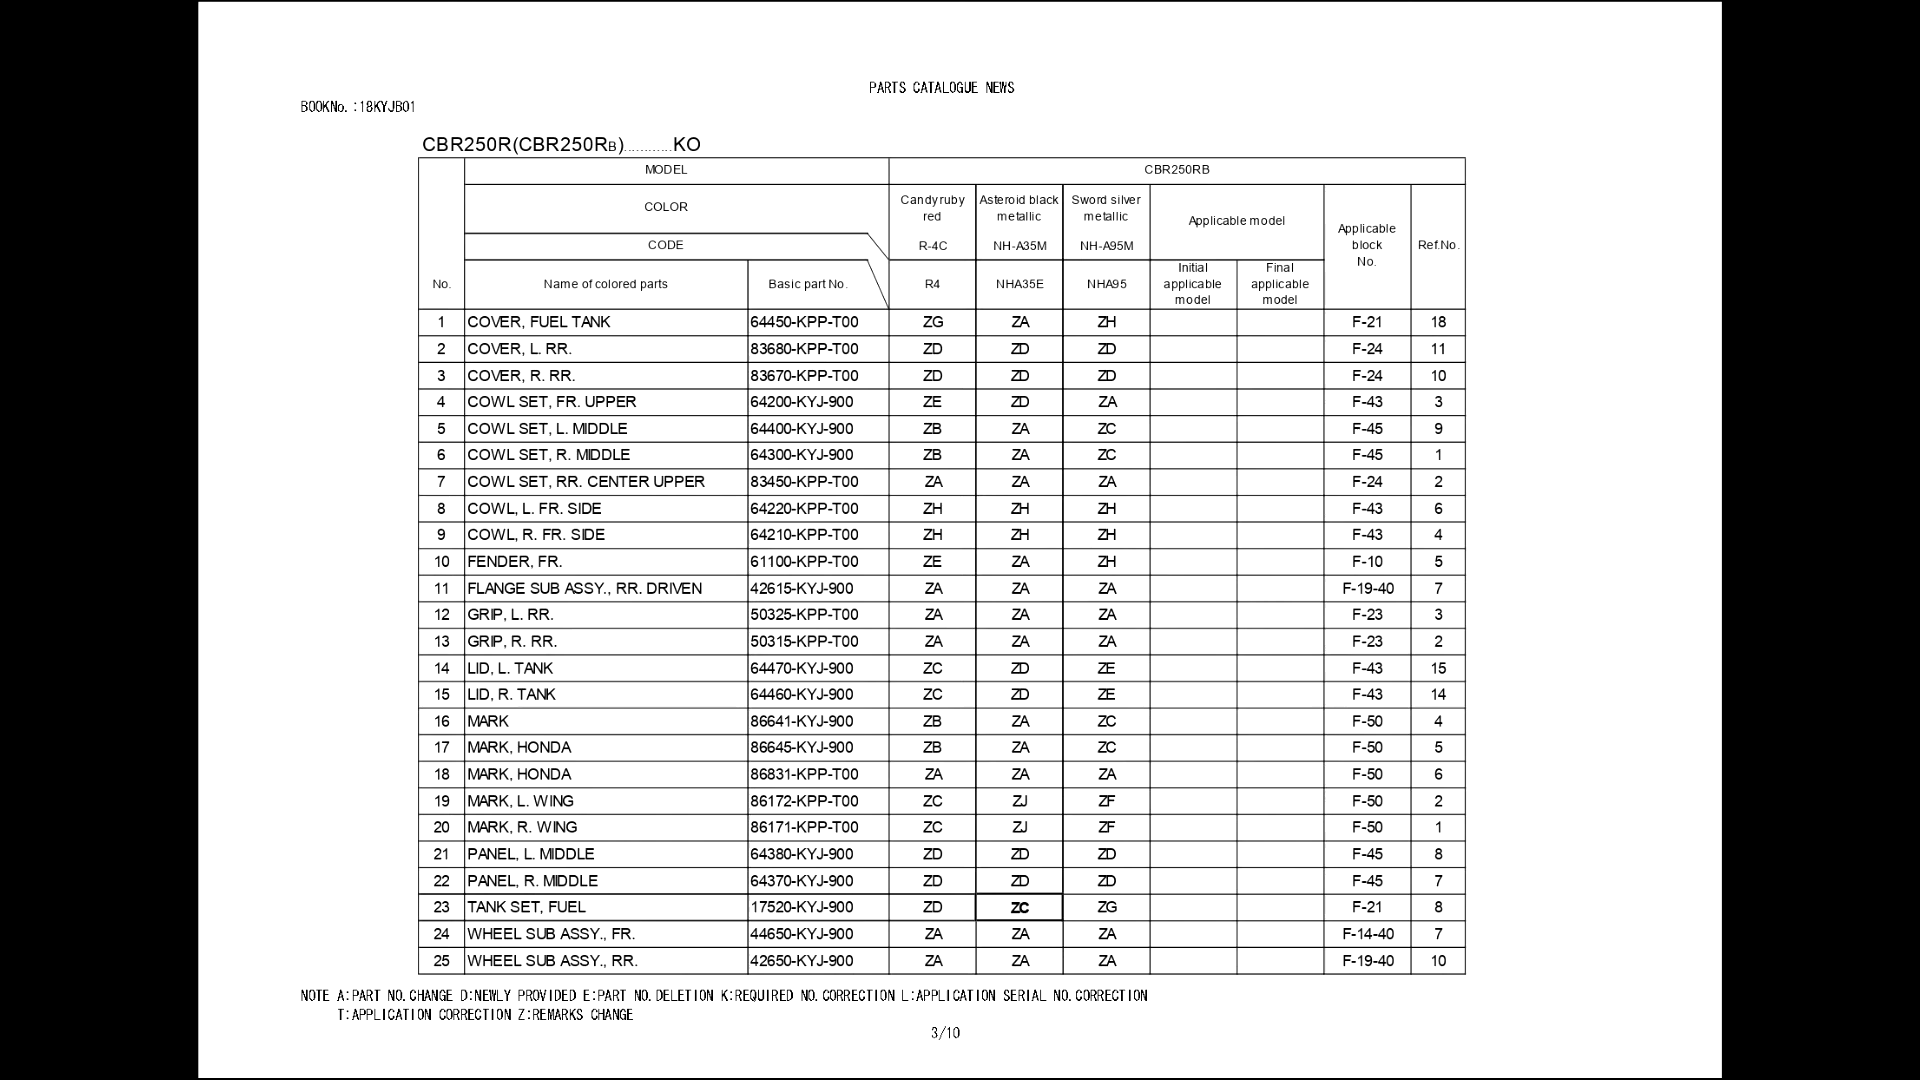 PARTS CATALOGUE NEWS
BOOKNo.:18KYJB01
CBR250R(CBR250RB)............KO
MODEL CBR250RB
COLOR Candy ruby red Asteroid black metallic Sword silver metallic Applicable model Applicable block No. Ref.No.
R-4C NH-A35M NH-A95M
CODE
No. Name of colored parts Basic part No. R4 NHA35E NHA95 Initial applicable model Final applicable model
1 COVER, FUEL TANK 64450-KPP-T00 ZG ZA ZH F-21 18
2 COVER, L. RR. 83680-KPP-T00 ZD ZD ZD F-24 11
3 COVER, R. RR. 83670-KPP-T00 ZD ZD ZD F-24 10
4 COWL SET, FR. UPPER 64200-KYJ-900 ZE ZD ZA F-43 3
5 COWL SET, L. MIDDLE 64400-KYJ-900 ZB ZA ZC F-45 9
6 COWL SET, R. MIDDLE 64300-KYJ-900 ZB ZA ZC F-45 1
7 COWL SET, RR. CENTER UPPER 83450-KPP-T00 ZA ZA ZA F-24 2
8 COWL, L. FR. SIDE 64220-KPP-T00 ZH ZH ZH F-43 6
9 COWL, R. FR. SIDE 64210-KPP-T00 ZH ZH ZH F-43 4
10 FENDER, FR. 61100-KPP-T00 ZE ZA ZH F-10 5
11 FLANGE SUB ASSY., RR. DRIVEN 42615-KYJ-900 ZA ZA ZA F-19-40 7
12 GRIP, L. RR. 50325-KPP-T00 ZA ZA ZA F-23 3
13 GRIP, R. RR. 50315-KPP-T00 ZA ZA ZA F-23 2
14 LID, L. TANK 64470-KYJ-900 ZC ZD ZE F-43 15
15 LID, R. TANK 64460-KYJ-900 ZC ZD ZE F-43 14
16 MARK 86641-KYJ-900 ZB ZA ZC F-50 4
17 MARK, HONDA 86645-KYJ-900 ZB ZA ZC F-50 5
18 MARK, HONDA 86831-KPP-T00 ZA ZA ZA F-50 6
19 MARK, L. WING 86172-KPP-T00 ZC ZJ ZF F-50 2
20 MARK, R. WING 86171-KPP-T00 ZC ZJ ZF F-50 1
21 PANEL, L. MIDDLE 64380-KYJ-900 ZD ZD ZD F-45 8
22 PANEL, R. MIDDLE 64370-KYJ-900 ZD ZD ZD F-45 7
23 TANK SET, FUEL 17520-KYJ-900 ZD ZC ZG F-21 8
24 WHEEL SUB ASSY., FR. 44650-KYJ-900 ZA ZA ZA F-14-40 7
25 WHEEL SUB ASSY., RR. 42650-KYJ-900 ZA ZA ZA F-19-40 10
NOTE A:PART NO.CHANGE D:NEWLY PROVIDED E:PART NO.DELETION K:REQUIRED NO.CORRECTION L:APPLICATION SERIAL NO.CORRECTION
T:APPLICATION CORRECTION Z:REMARKS CHANGE
3/10